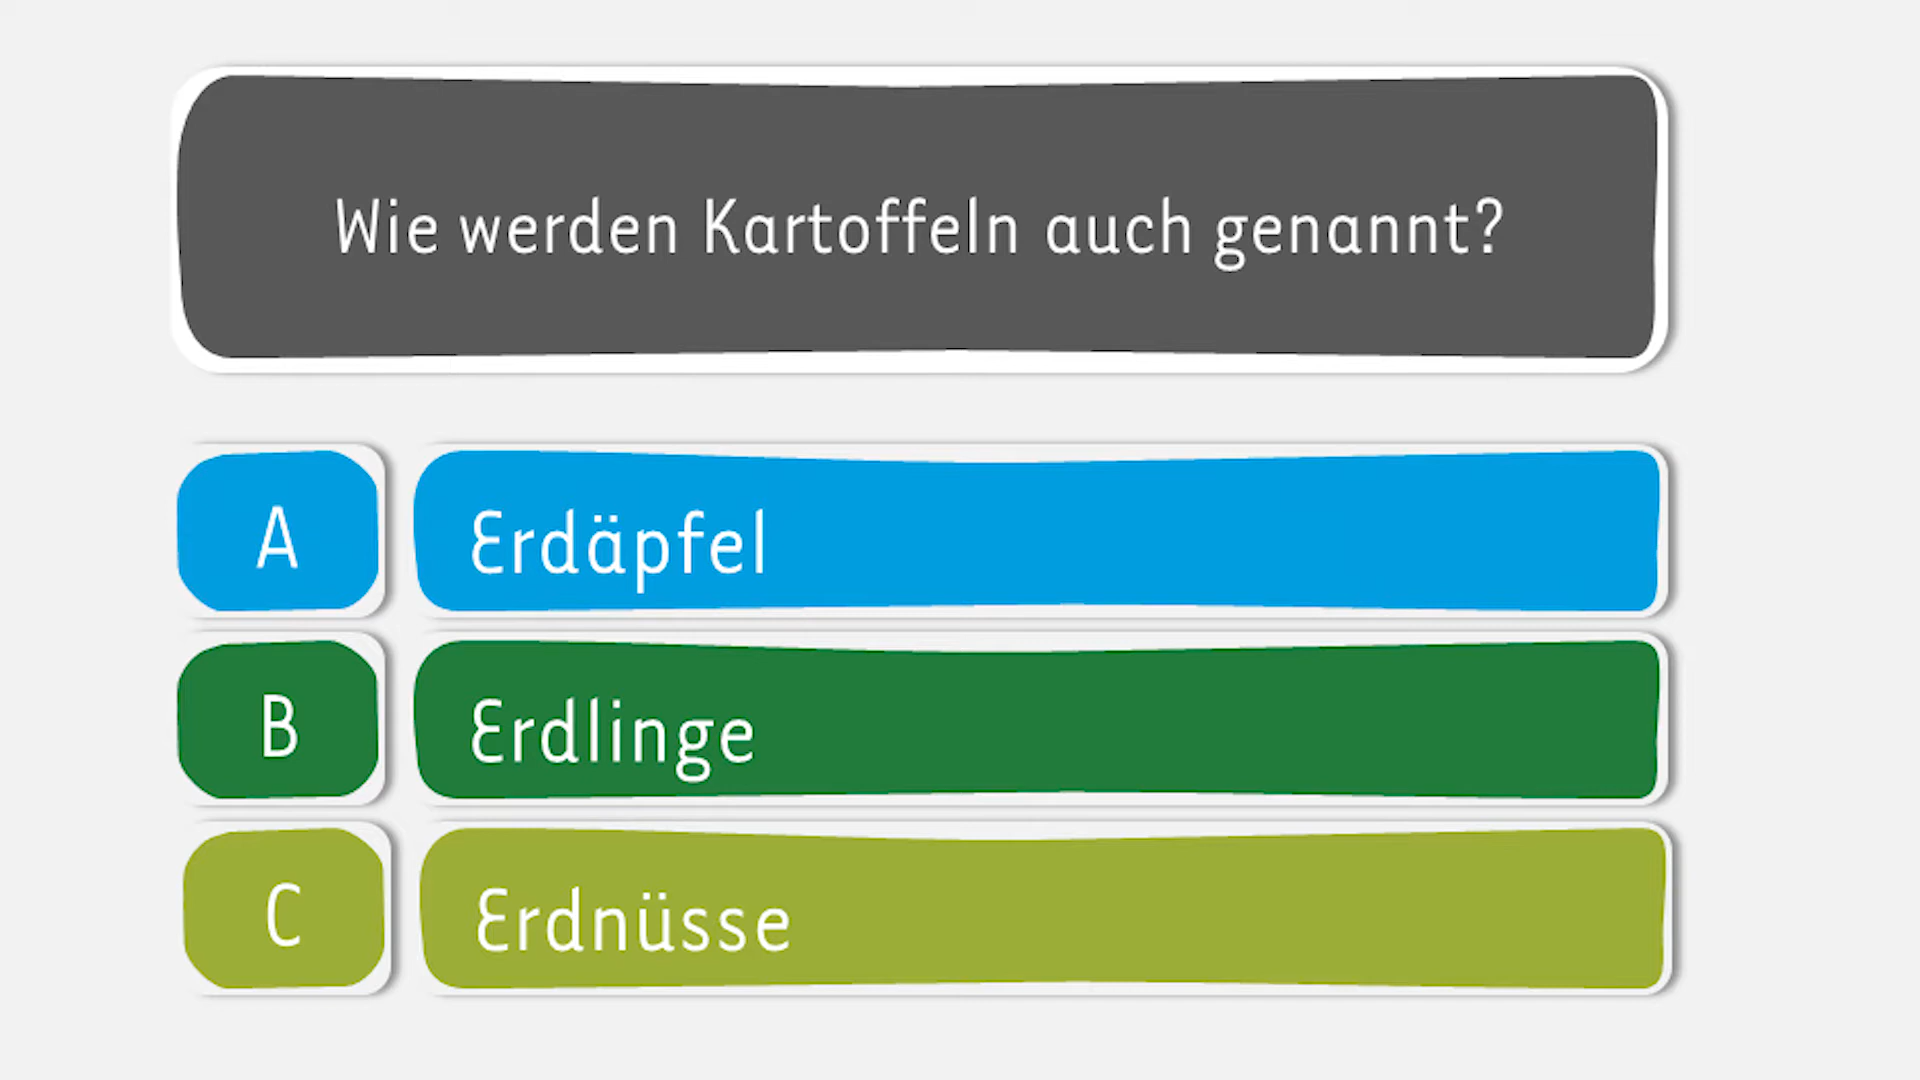 Wie werden Kartoffeln auch genannt?
A Erdäpfel
B Erdlinge
C Erdnüsse